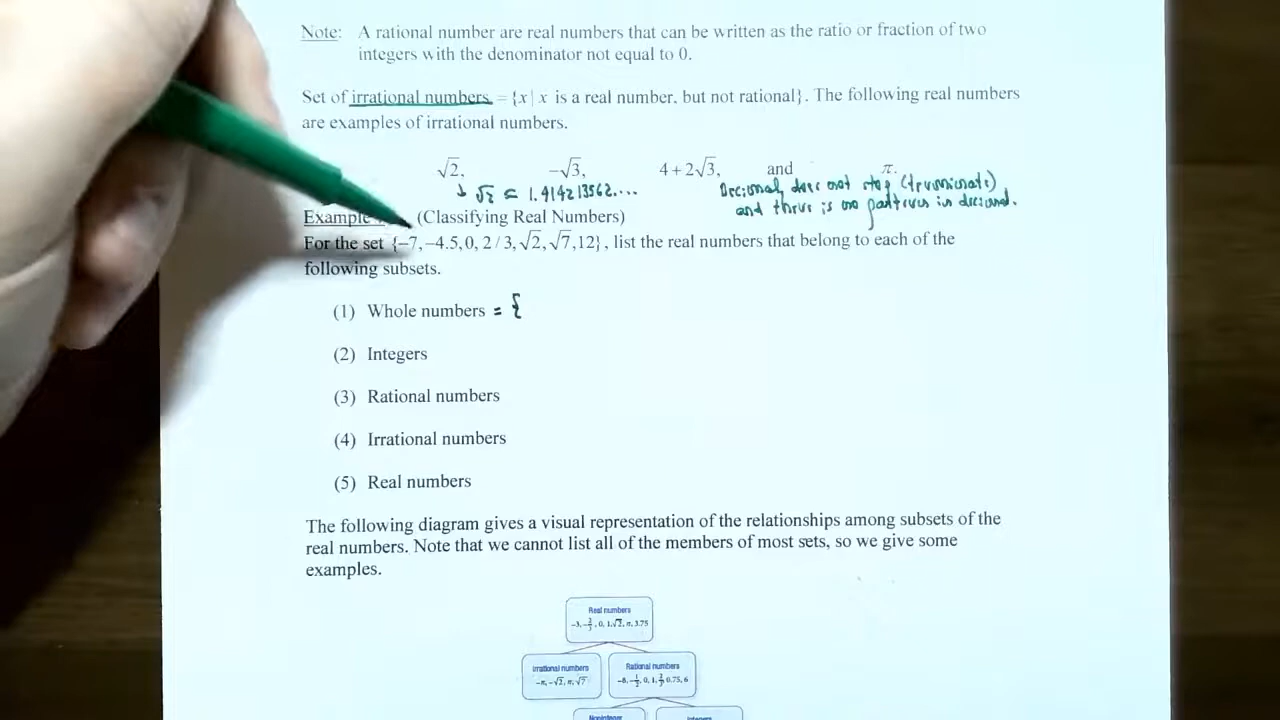 Note: A rational number are real numbers that can be written as the ratio or fraction of two
integers with the denominator not equal to 0.
Set of irrational numbers = {x | x is a real number, but not rational}. The following real numbers
are examples of irrational numbers.
√2, −√3, 4 + 2√3, and π.
↓ √2 = 1.414213562....
Decimal does not stop (terminate)
and there is no pattern in decimal.
Example (Classifying Real Numbers)
For the set {−7, −4.5, 0, 2 / 3, √2, √7, 12}, list the real numbers that belong to each of the
following subsets.
(1) Whole numbers = {
(2) Integers
(3) Rational numbers
(4) Irrational numbers
(5) Real numbers
The following diagram gives a visual representation of the relationships among subsets of the
real numbers. Note that we cannot list all of the members of most sets, so we give some
examples.
Real numbers
Irrational numbers
Rational numbers
−π, −√2, π, √7
Noninteger
Integers